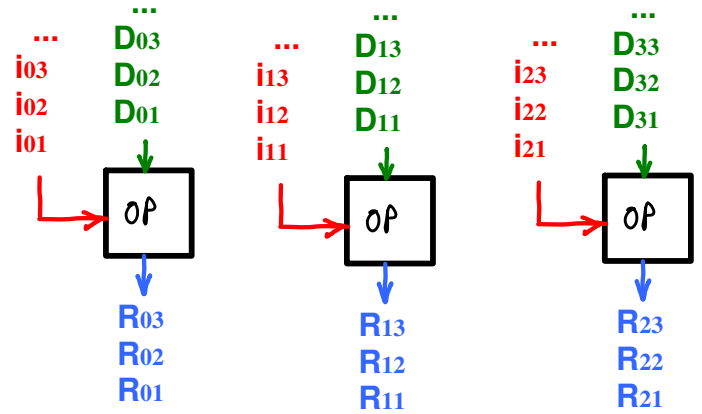 ...
D03
D02
D01
...
i03
i02
i01
OP
R03
R02
R01
...
D13
D12
D11
...
i13
i12
i11
OP
R13
R12
R11
...
D33
D32
D31
...
i23
i22
i21
OP
R23
R22
R21